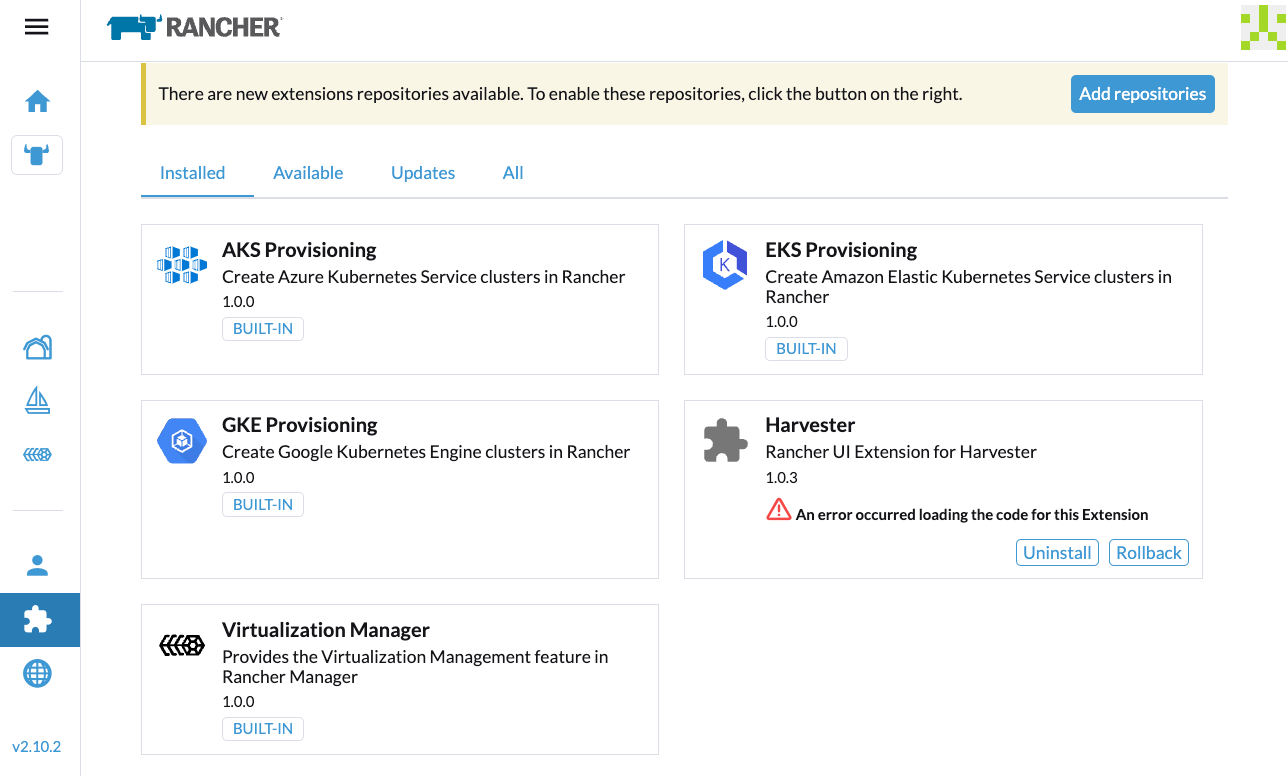 RANCHER
There are new extensions repositories available. To enable these repositories, click the button on the right.
Add repositories
Installed
Available
Updates
All
AKS Provisioning
Create Azure Kubernetes Service clusters in Rancher
1.0.0
BUILT-IN
EKS Provisioning
Create Amazon Elastic Kubernetes Service clusters in
Rancher
1.0.0
BUILT-IN
GKE Provisioning
Create Google Kubernetes Engine clusters in Rancher
1.0.0
BUILT-IN
Harvester
Rancher UI Extension for Harvester
1.0.3
An error occurred loading the code for this Extension
Uninstall
Rollback
Virtualization Manager
Provides the Virtualization Management feature in
Rancher Manager
1.0.0
BUILT-IN
v2.10.2